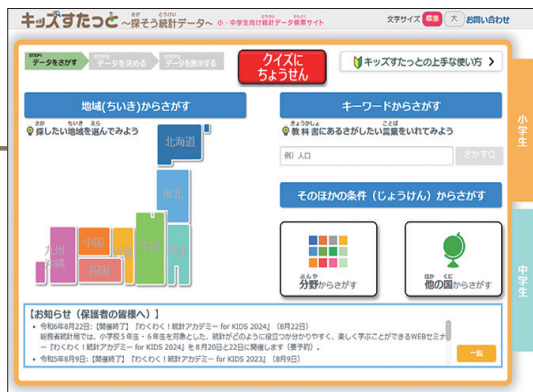 キッズすたっと ～探そう統計データ～ 小・中学生向け統計データ検索サイト
文字サイズ 標準 大 お問い合わせ
STEP1 データをさがす
STEP2 データを決める
STEP3 データを表示する
クイズにちょうせん
キッズすたっとの上手な使い方
小学生
中学生
地域(ちいき)からさがす
探したい地域を選んでみよう
北海道
東北
中部
中国
四国
九州
キーワードからさがす
教科書にあるさがしたい言葉をいれてみよう
例) 人口
さがす
そのほかの条件（じょうけん）からさがす
分野からさがす
他の国からさがす
【お知らせ（保護者の皆様へ）】
・ 令和6年8月22日:【開催終了】『わくわく！統計アカデミー for KIDS 2024』（8月22日）
総務省統計局では、小学校５年生・６年生を対象とした、統計がどのように役立つか分かりやすく、楽しく学ぶことができるWEBセミナ
ー『わくわく！統計アカデミー for KIDS 2024』を８月20日と22日に開催します（要予約）。
・ 令和5年8月9日:【開催終了】『わくわく！統計アカデミー for KIDS 2023』（8月9日）
一覧